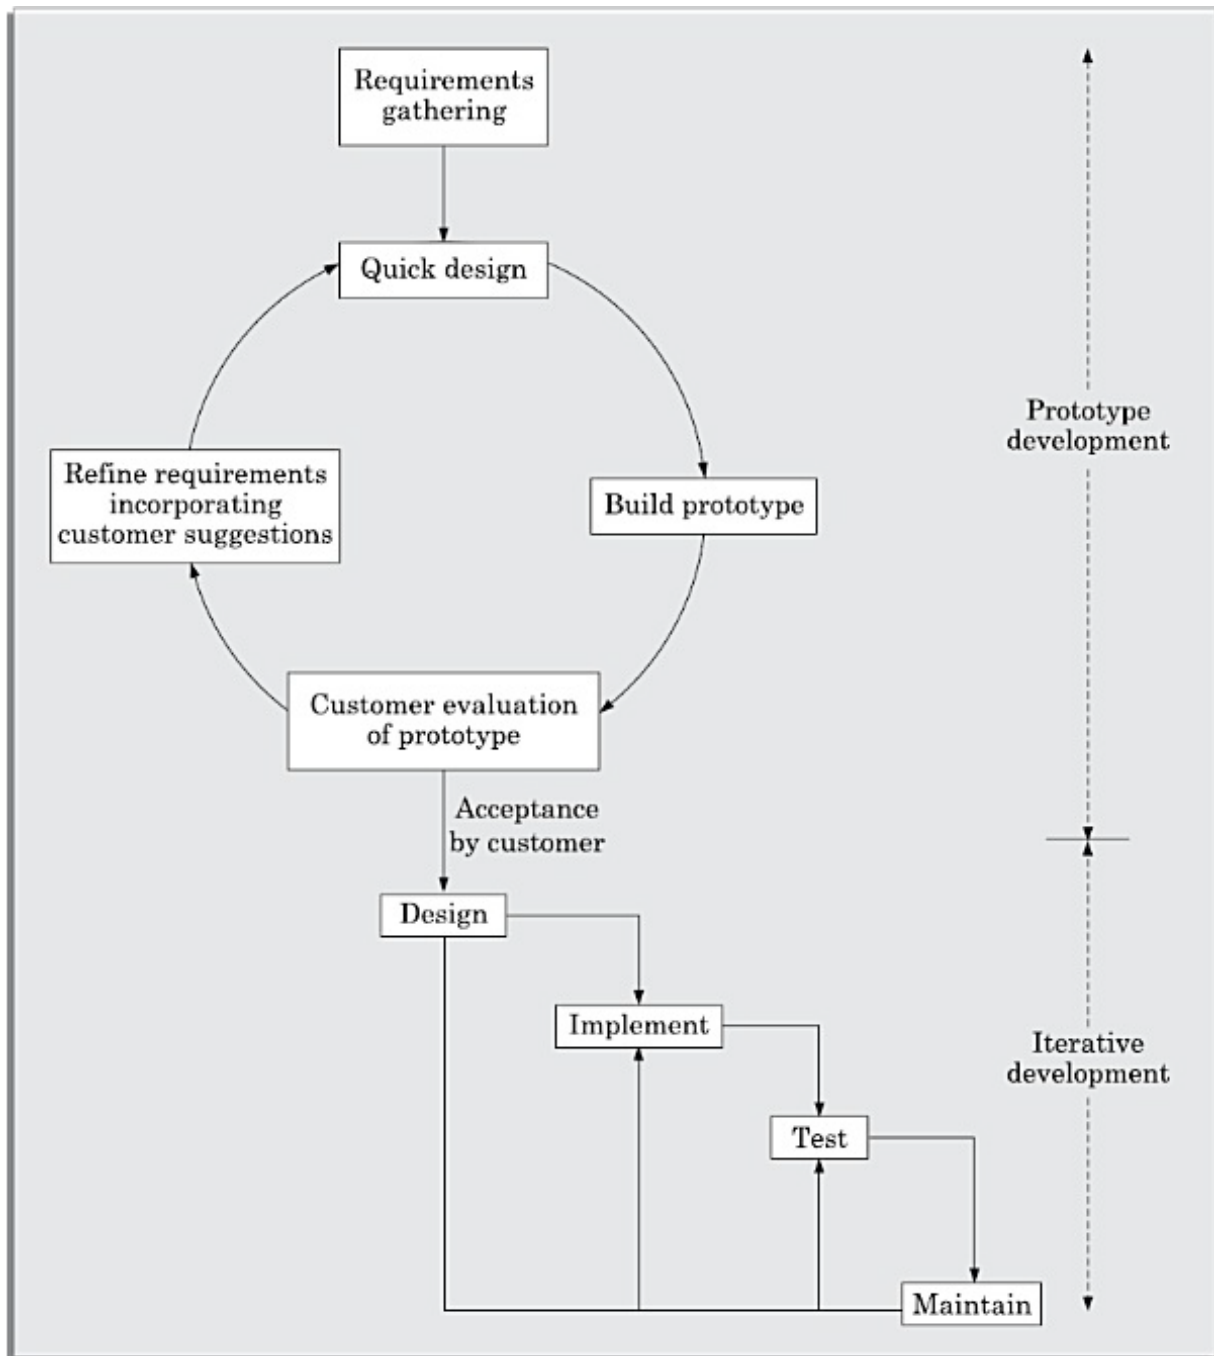 Requirements
gathering
Quick design
Prototype
development
Refine requirements
incorporating
customer suggestions
Build prototype
Customer evaluation
of prototype
Acceptance
by customer
Design
Implement
Iterative
development
Test
Maintain